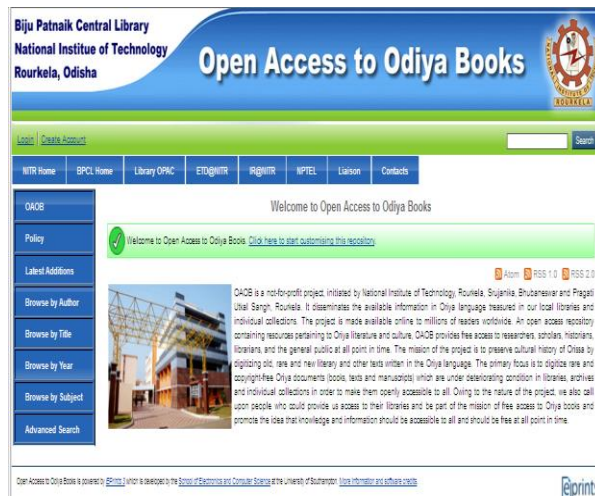 Biju Patnaik Central Library
National Institue of Technology
Rourkela, Odisha
Open Access to Odiya Books
NATIONAL INSTITUTE OF TECHNOLOGY
ROURKELA
Login | Create Account
Search
NITR Home BPCL Home Library OPAC ETD@NITR IR@NITR NPTEL Liaison Contacts
OAOB
Policy
Latest Additions
Browse by Author
Browse by Title
Browse by Year
Browse by Subject
Advanced Search
Welcome to Open Access to Odiya Books
Welcome to Open Access to Odiya Books. Click here to start customising this repository.
Atom RSS 1.0 RSS 2.0
OAOB is a not-for-profit project, initiated by National Institute of Technology, Rourkela, Srujanika, Bhubaneswar and Pragati
Utkal Sangh, Rourkela. It disseminates the available information in Oriya language treasured in our local libraries and
individual collections. The project is made available online to millions of readers worldwide. An open access repository
containing resources pertaining to Oriya literature and culture, OAOB provides free access to researchers, scholars, historians,
librarians, and the general public at all point in time. The mission of the project is to preserve cultural history of Orissa by
digitizing old, rare and new literary and other texts written in the Oriya language. The primary focus is to digitize rare and
copyright-free Oriya documents (books, texts and manuscripts) which are under deteriorating condition in libraries, archives
and individual collections in order to make them openly accessible to all. Owing to the nature of the project, we also call
upon people who could provide us access to their libraries and be part of the mission of free access to Oriya books and
promote the idea that knowledge and information should be accessible to all and should be free at all point in time.
Open Access to Odiya Books is powered by EPrints 3 which is developed by the School of Electronics and Computer Science at the University of Southampton. More information and software credits.
eprints